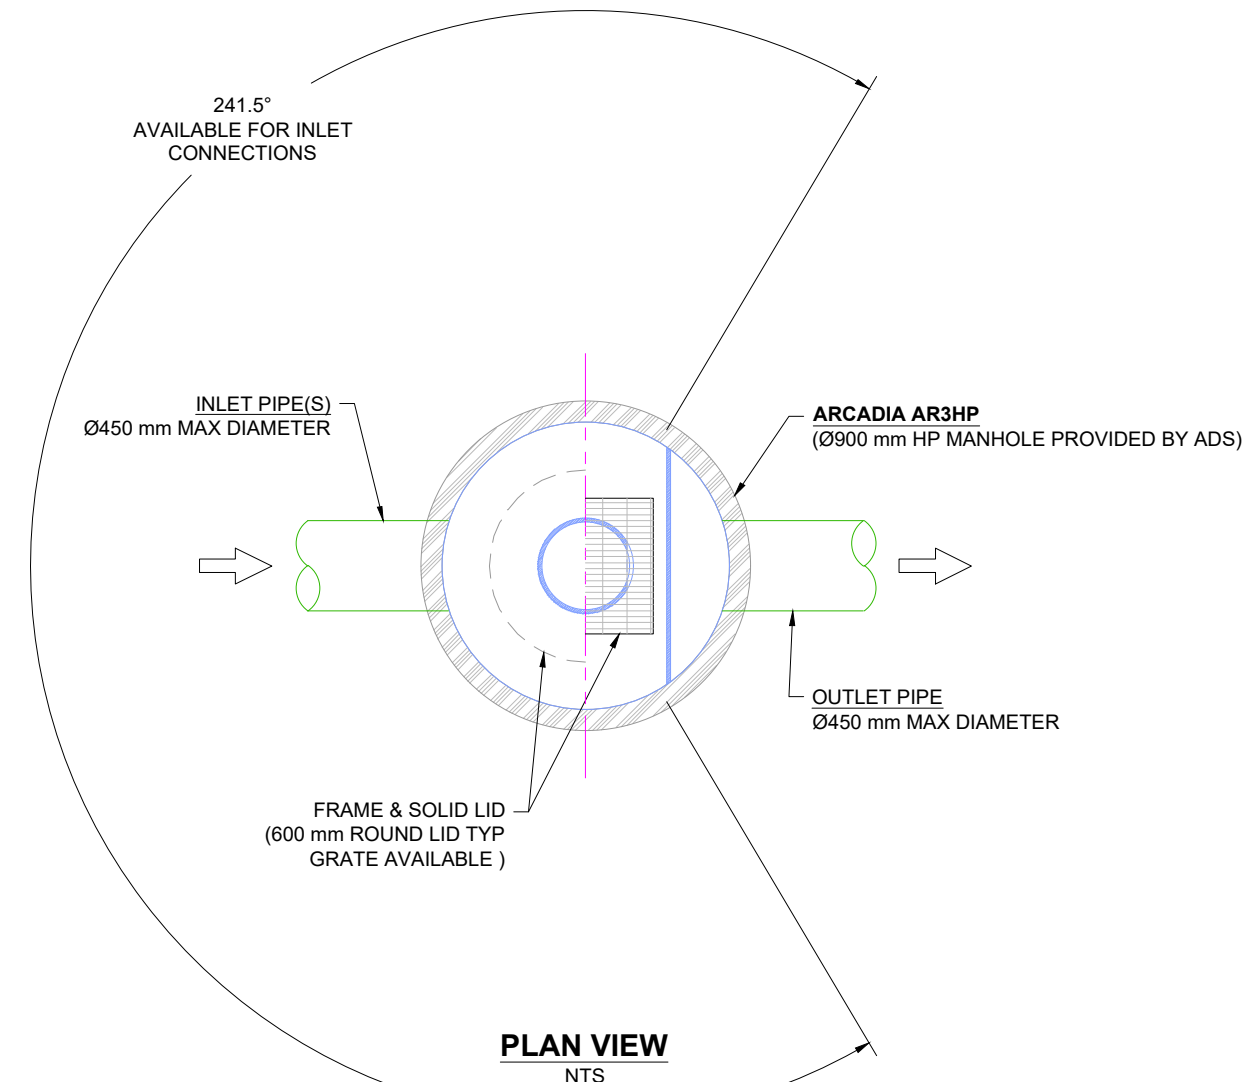 241.5°
AVAILABLE FOR INLET
CONNECTIONS
INLET PIPE(S)
Ø450 mm MAX DIAMETER
ARCADIA AR3HP
(Ø900 mm HP MANHOLE PROVIDED BY ADS)
OUTLET PIPE
Ø450 mm MAX DIAMETER
FRAME & SOLID LID
(600 mm ROUND LID TYP
GRATE AVAILABLE )
PLAN VIEW
NTS